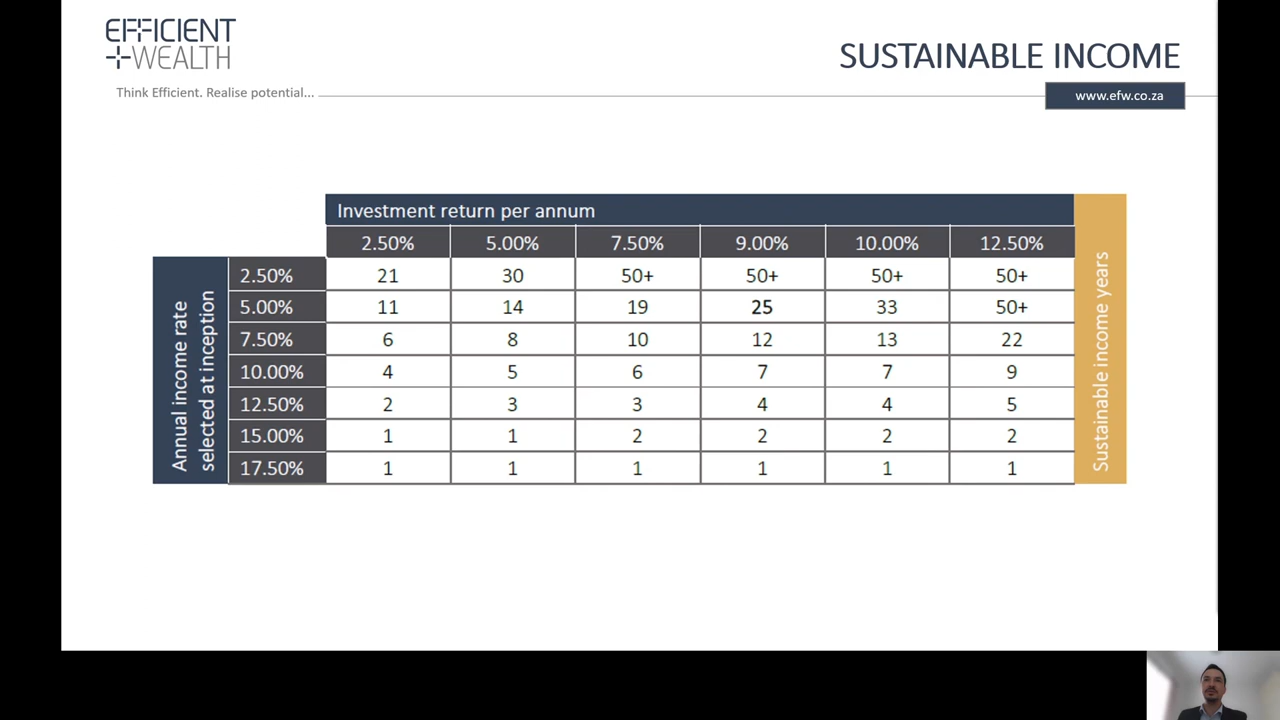 EFFICIENT
WEALTH
SUSTAINABLE INCOME
Think Efficient. Realise potential...
www.efw.co.za
Investment return per annum
2.50% 5.00% 7.50% 9.00% 10.00% 12.50%
Annual income rate
selected at inception
2.50% 21 30 50+ 50+ 50+ 50+
5.00% 11 14 19 25 33 50+
7.50% 6 8 10 12 13 22
10.00% 4 5 6 7 7 9
12.50% 2 3 3 4 4 5
15.00% 1 1 2 2 2 2
17.50% 1 1 1 1 1 1
Sustainable income years